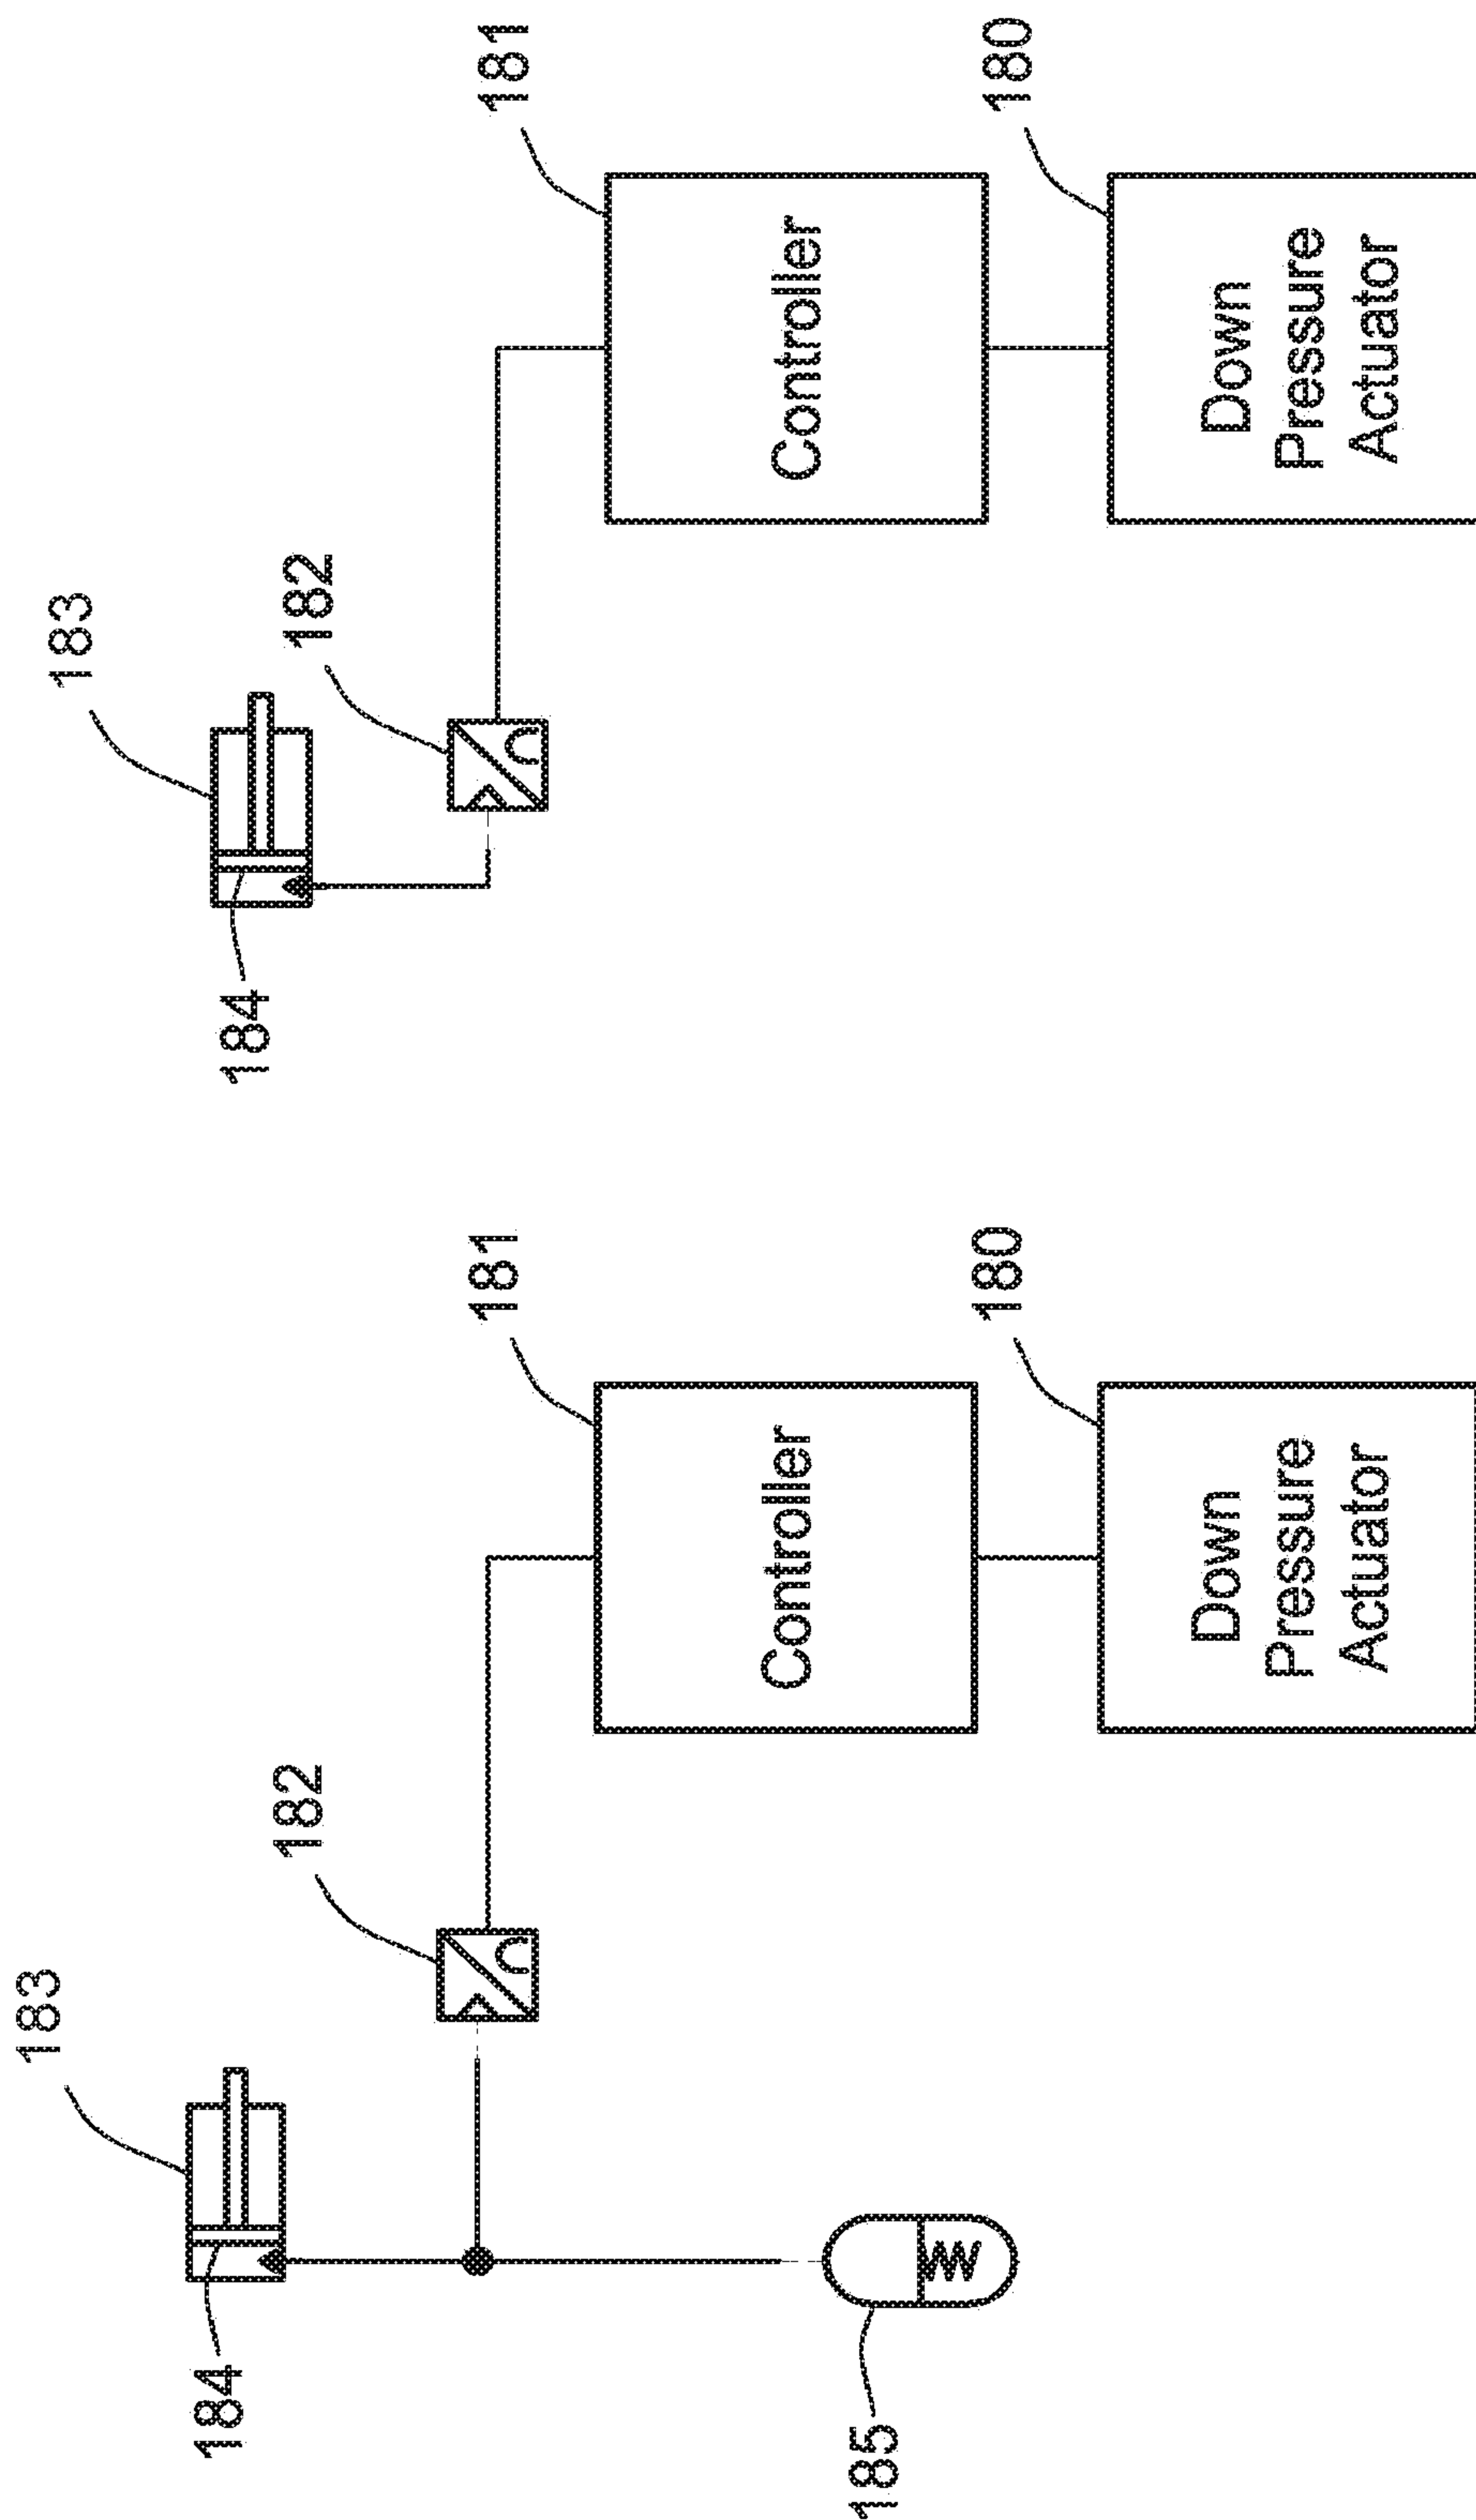 183
184
182
181
Controller
185
180
Down
Pressure
Actuator
183
184
182
181
Controller
180
Down
Pressure
Actuator